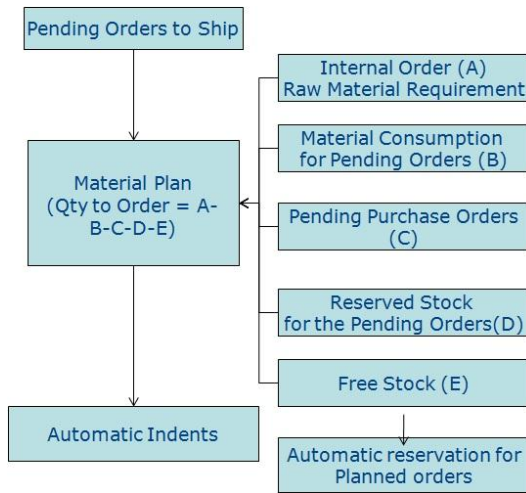 Pending Orders to Ship
Internal Order (A)
Raw Material Requirement
Material Consumption
for Pending Orders (B)
Material Plan
(Qty to Order = A-
B-C-D-E)
Pending Purchase Orders
(C)
Reserved Stock
for the Pending Orders(D)
Free Stock (E)
Automatic Indents
Automatic reservation for
Planned orders